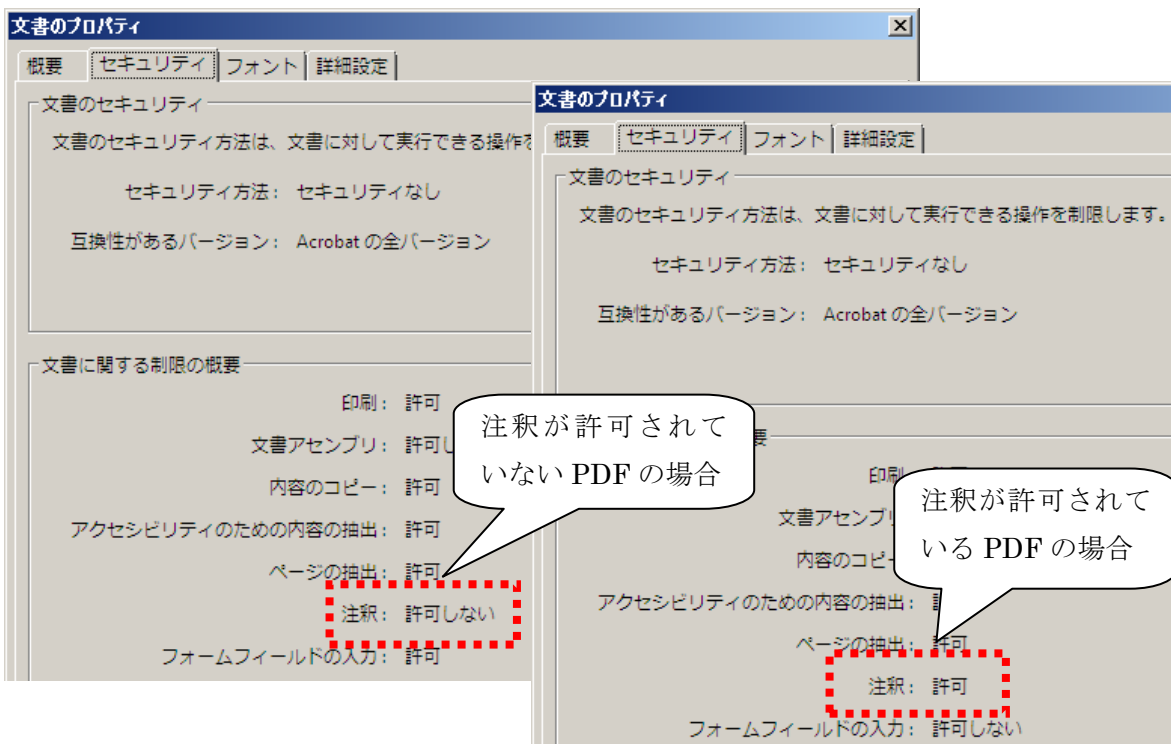 文書のプロパティ
概要 セキュリティ フォント 詳細設定
文書のセキュリティ
文書のセキュリティ方法は、文書に対して実行できる操作を
セキュリティ方法： セキュリティなし
互換性があるバージョン： Acrobat の全バージョン
文書に関する制限の概要
印刷： 許可
文書アセンブリ： 許可し
内容のコピー： 許可
アクセシビリティのための内容の抽出： 許可
ページの抽出： 許可
注釈： 許可しない
フォームフィールドの入力： 許可
注釈が許可されて
いない PDF の場合
文書のプロパティ
概要 セキュリティ フォント 詳細設定
文書のセキュリティ
文書のセキュリティ方法は、文書に対して実行できる操作を制限します。
セキュリティ方法： セキュリティなし
互換性があるバージョン： Acrobat の全バージョン
要
印刷
文書アセンブリ
内容のコピー
アクセシビリティのための内容の抽出：
ページの抽出： 許可
注釈： 許可
フォームフィールドの入力： 許可しない
注釈が許可されて
いる PDF の場合